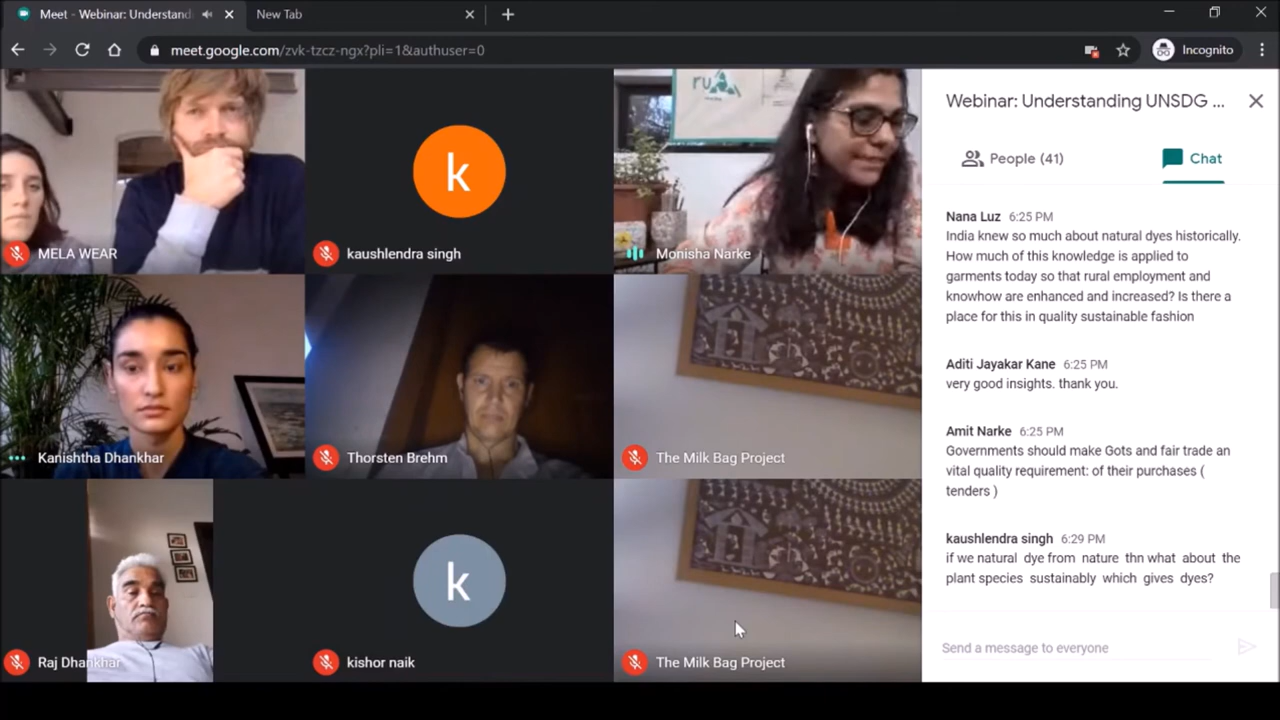 Meet - Webinar: Understandi
New Tab
meet.google.com/zvk-tzcz-ngx?pli=1&authuser=0
Incognito
MELA WEAR
k
kaushlendra singh
ru
Monisha Narke
Kanishtha Dhankhar
Thorsten Brehm
The Milk Bag Project
Raj Dhankhar
k
kishor naik
The Milk Bag Project
Webinar: Understanding UNSDG ...
People (41)
Chat
Nana Luz 6:25 PM
India knew so much about natural dyes historically.
How much of this knowledge is applied to
garments today so that rural employment and
knowhow are enhanced and increased? Is there a
place for this in quality sustainable fashion
Aditi Jayakar Kane 6:25 PM
very good insights. thank you.
Amit Narke 6:25 PM
Governments should make Gots and fair trade an
vital quality requirement: of their purchases (
tenders )
kaushlendra singh 6:29 PM
if we natural dye from nature thn what about the
plant species sustainably which gives dyes?
Send a message to everyone